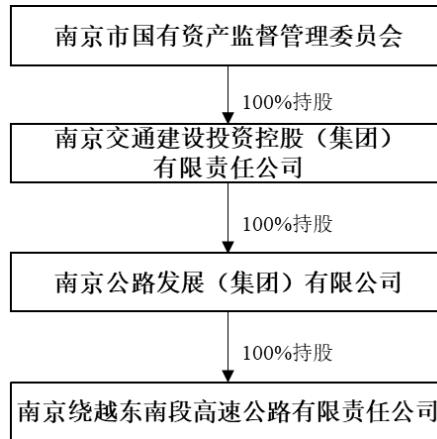 南京市国有资产监督管理委员会
100%持股
南京交通建设投资控股（集团）
有限责任公司
100%持股
南京公路发展（集团）有限公司
100%持股
南京绕越东南段高速公路有限责任公司